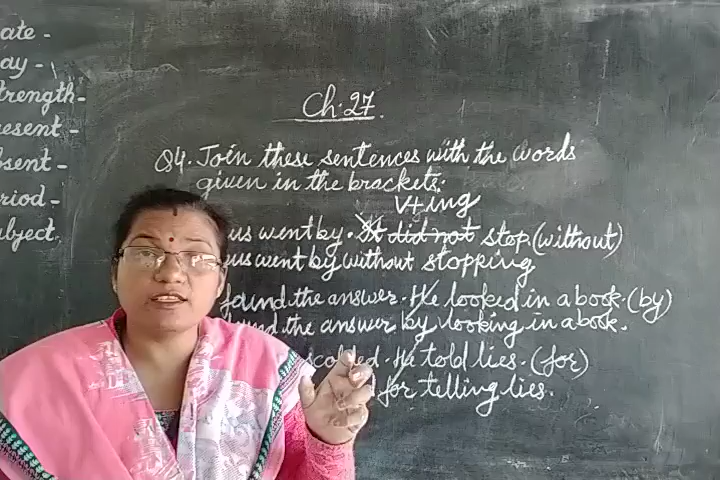 ate -
ay -
trength -
esent -
bsent -
riod -
bject
Ch. 27
Q4. Join these sentences with the words
given in the brackets.
V+ing
us went by. It did not stop. (without)
us went by without stopping
found the answer. He looked in a book. (by)
und the answer by looking in a book.
scolded. He told lies. (for)
for telling lies.